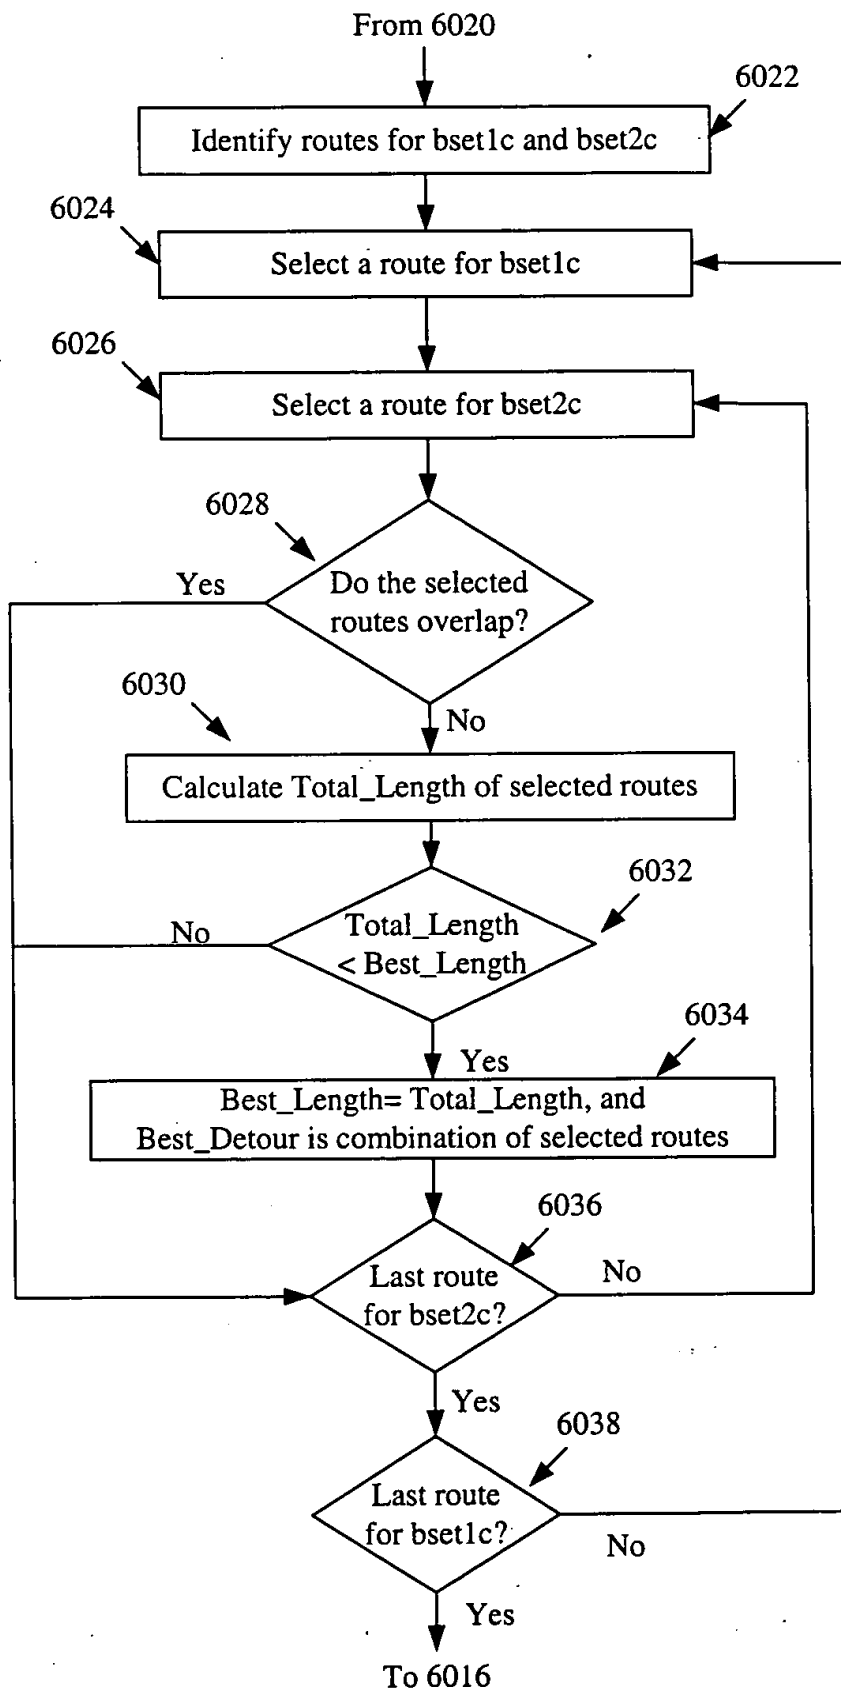 From 6020
6022
Identify routes for bset1c and bset2c
6024
Select a route for bset1c
6026
Select a route for bset2c
6028
Yes
Do the selected
routes overlap?
6030
No
Calculate Total_Length of selected routes
6032
No
Total_Length
< Best_Length
6034
Yes
Best_Length= Total_Length, and
Best_Detour is combination of selected routes
6036
Last route
for bset2c?
No
Yes
6038
Last route
for bset1c?
No
Yes
To 6016